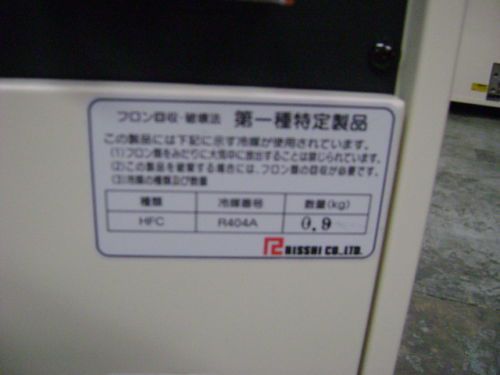 フロン回収・破壊法 第一種特定製品
この製品には下記に示す冷媒が使用されています。
(1)フロン類をみだりに大気中に放出することは禁じられています。
(2)この製品を廃棄する場合には、フロン類の回収が必要です。
(3)冷媒の種類及び数量
種類 冷媒番号 数量(kg)
HFC R404A 0.9
RISSHI CO.,LTD.